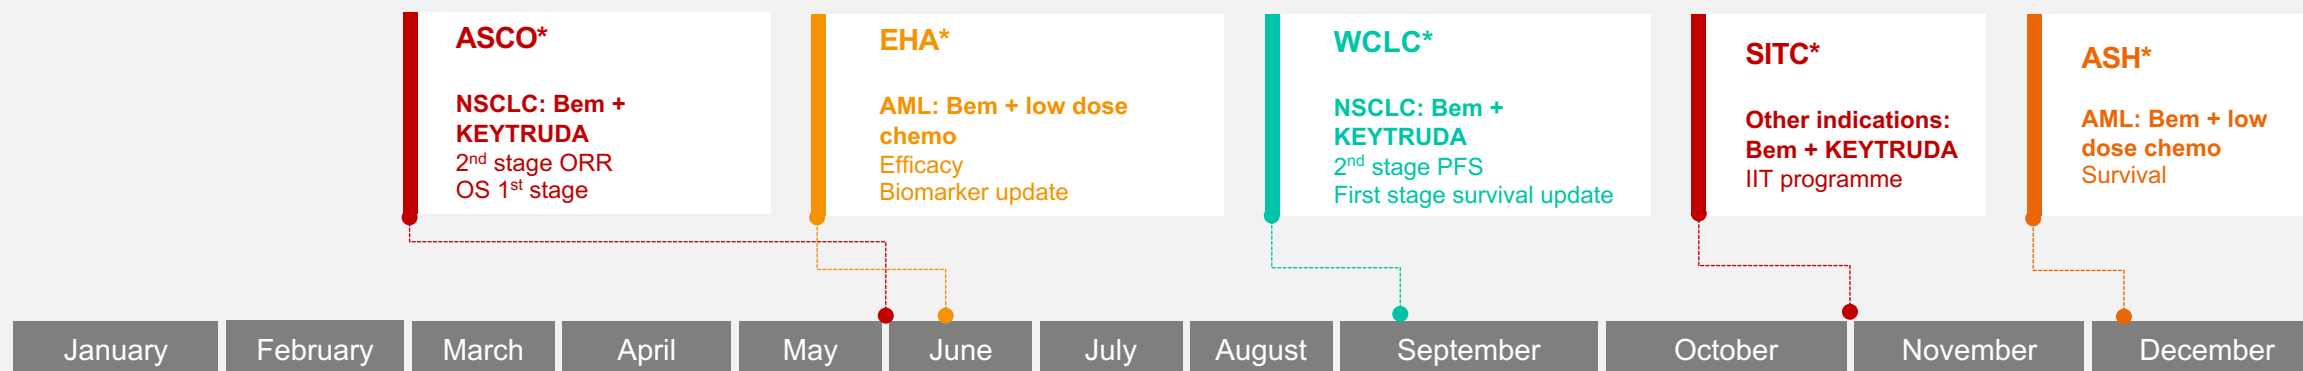 ASCO*
NSCLC: Bem +
KEYTRUDA
2nd stage ORR
OS 1st stage
EHA*
AML: Bem + low dose
chemo
Efficacy
Biomarker update
WCLC*
NSCLC: Bem +
KEYTRUDA
2nd stage PFS
First stage survival update
SITC*
Other indications:
Bem + KEYTRUDA
IIT programme
ASH*
AML: Bem + low
dose chemo
Survival
January
February
March
April
May
June
July
August
September
October
November
December